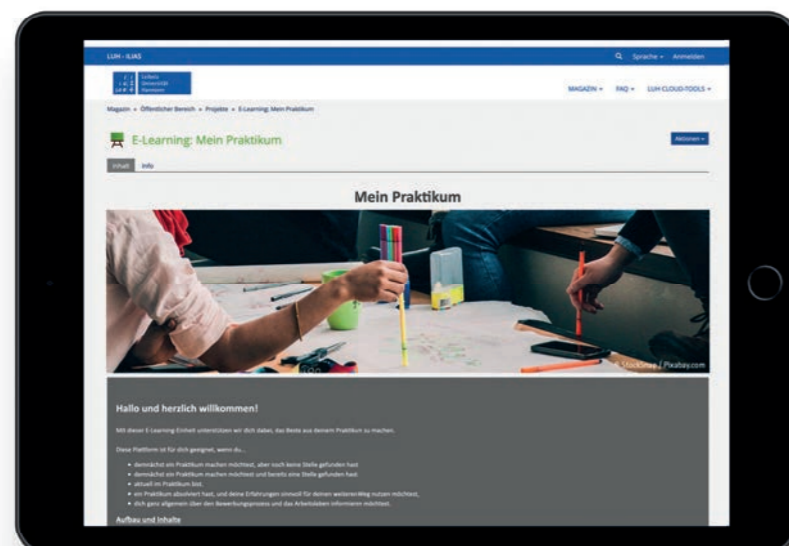 LUH - ILIAS
Sprache Anmelden
Leibniz
Universität
Hannover
MAGAZIN FAQ LUH CLOUD-TOOLS
Magazin » Öffentlicher Bereich » Projekte » E-Learning: Mein Praktikum
E-Learning: Mein Praktikum
Aktionen
Inhalt Info
Mein Praktikum
© StockSnap / Pixabay.com
Hallo und herzlich willkommen!
Mit dieser E-Learning-Einheit unterstützen wir dich dabei, das Beste aus deinem Praktikum zu machen.
Diese Plattform ist für dich geeignet, wenn du...
• demnächst ein Praktikum machen möchtest, aber noch keine Stelle gefunden hast
• demnächst ein Praktikum machen möchtest und bereits eine Stelle gefunden hast
• aktuell im Praktikum bist.
• ein Praktikum absolviert hast, und deine Erfahrungen sinnvoll für deinen weiteren Weg nutzen möchtest,
• dich ganz allgemein über den Bewerbungsprozess und das Arbeitsleben informieren möchtest.
Aufbau und Inhalte